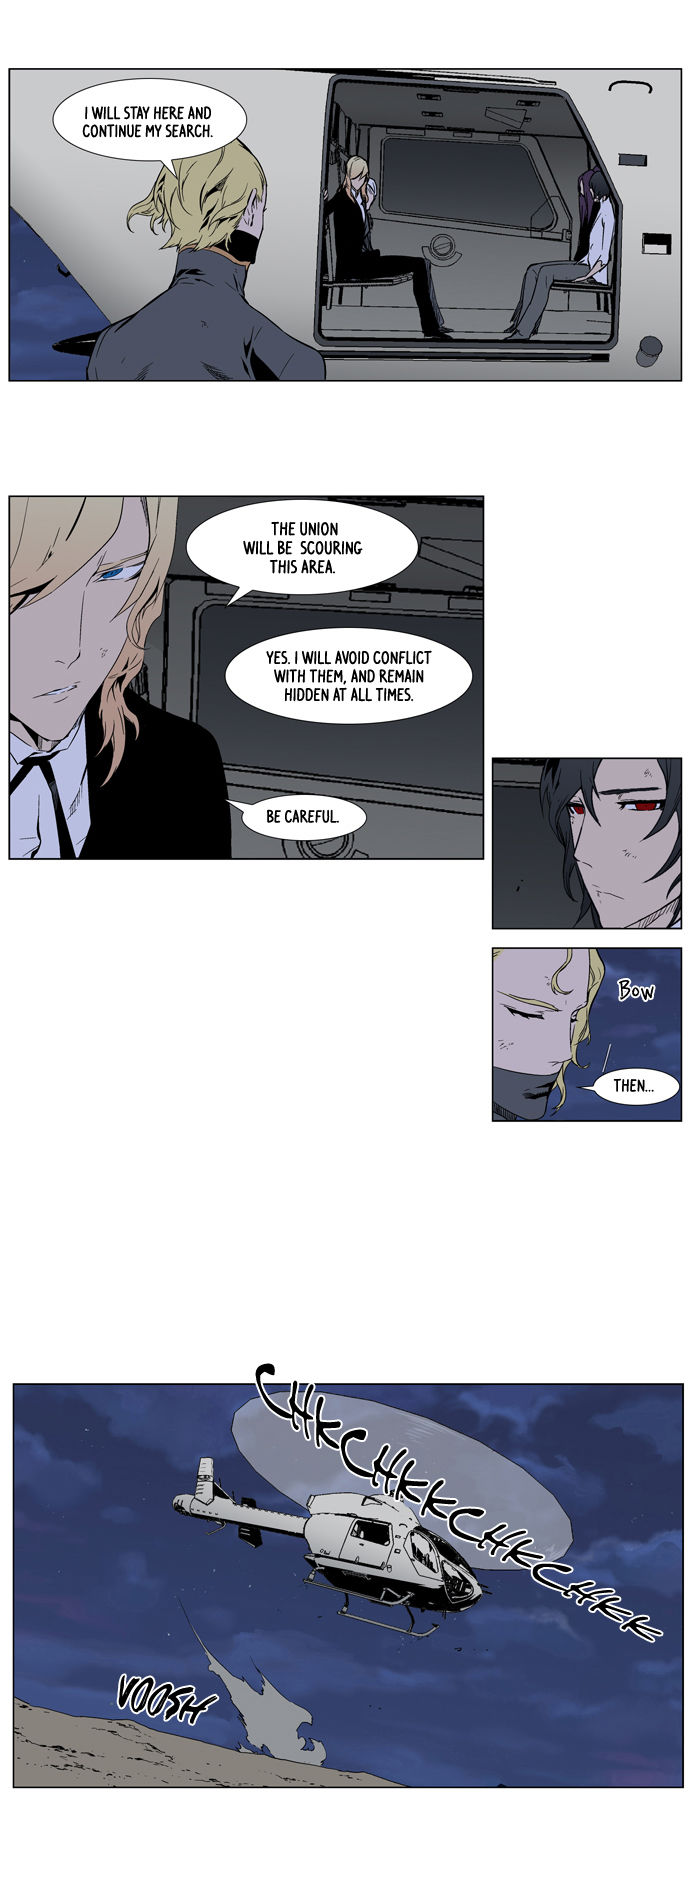 I WILL STAY HERE AND
CONTINUE MY SEARCH.
THE UNION
WILL BE SCOURING
THIS AREA.
YES. I WILL AVOID CONFLICT
WITH THEM, AND REMAIN
HIDDEN AT ALL TIMES.
BE CAREFUL.
BOW
THEN...
CHKCHKKCHKCHKK
VOOSH